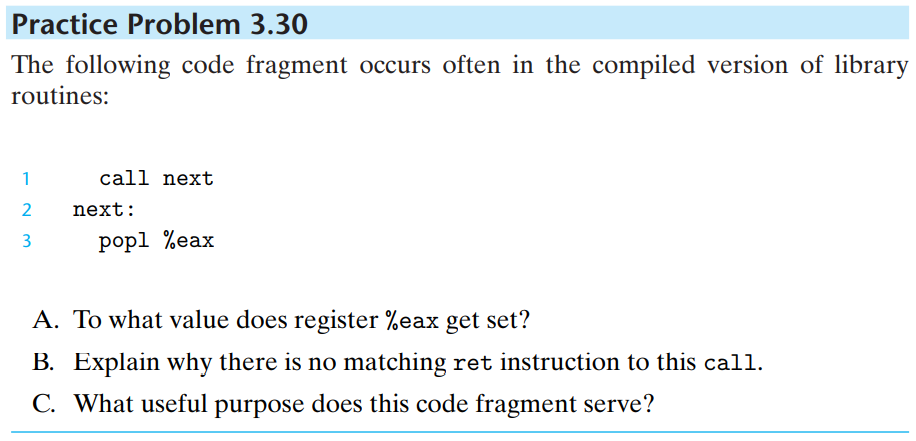 Practice Problem 3.30
The following code fragment occurs often in the compiled version of library
routines:
1 call next
2 next:
3 popl %eax
A. To what value does register %eax get set?
B. Explain why there is no matching ret instruction to this call.
C. What useful purpose does this code fragment serve?